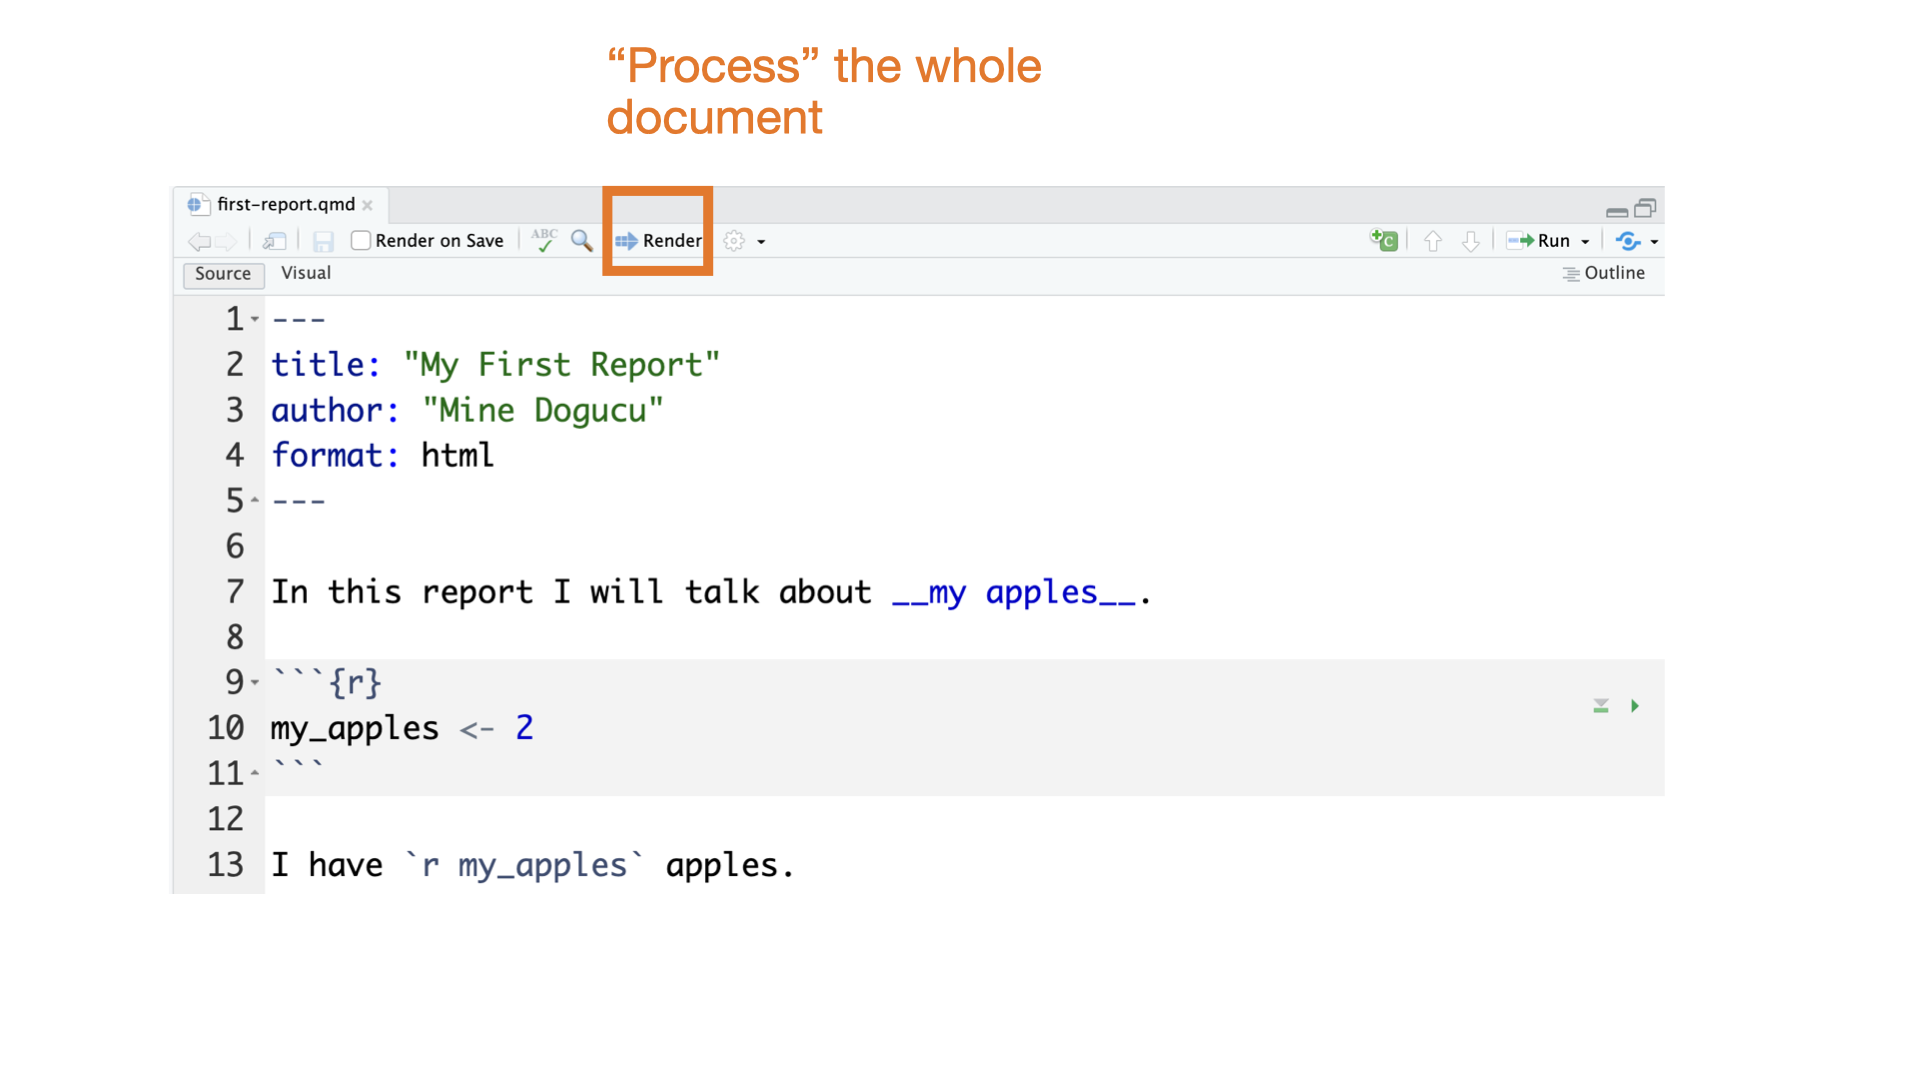 “Process” the whole
document
first-report.qmd
Render on Save ABC Render C Run
Source Visual Outline
1 ---
2 title: "My First Report"
3 author: "Mine Dogucu"
4 format: html
5 ---
6
7 In this report I will talk about __my apples__.
8
9 ```{r}
10 my_apples <- 2
11 ```
12
13 I have `r my_apples` apples.